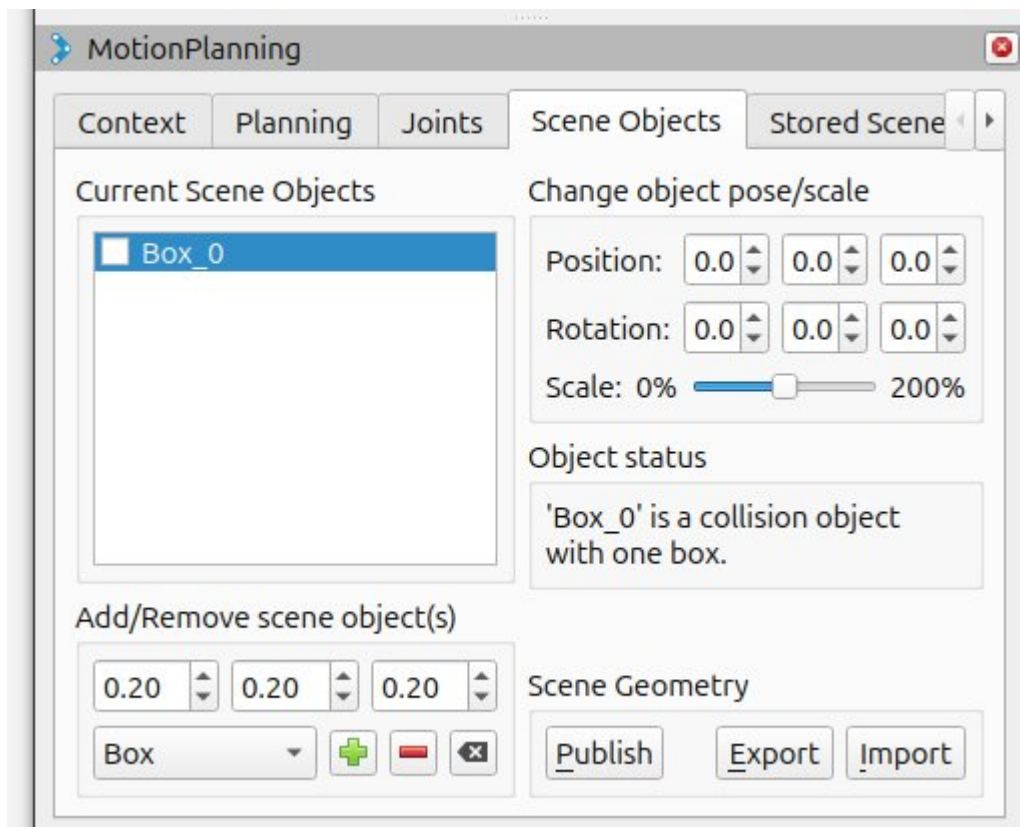 MotionPlanning
Context Planning Joints Scene Objects Stored Scene
Current Scene Objects
Box_0
Change object pose/scale
Position: 0.0 0.0 0.0
Rotation: 0.0 0.0 0.0
Scale: 0% 200%
Object status
'Box_0' is a collision object
with one box.
Add/Remove scene object(s)
0.20 0.20 0.20
Box
Scene Geometry
Publish Export Import